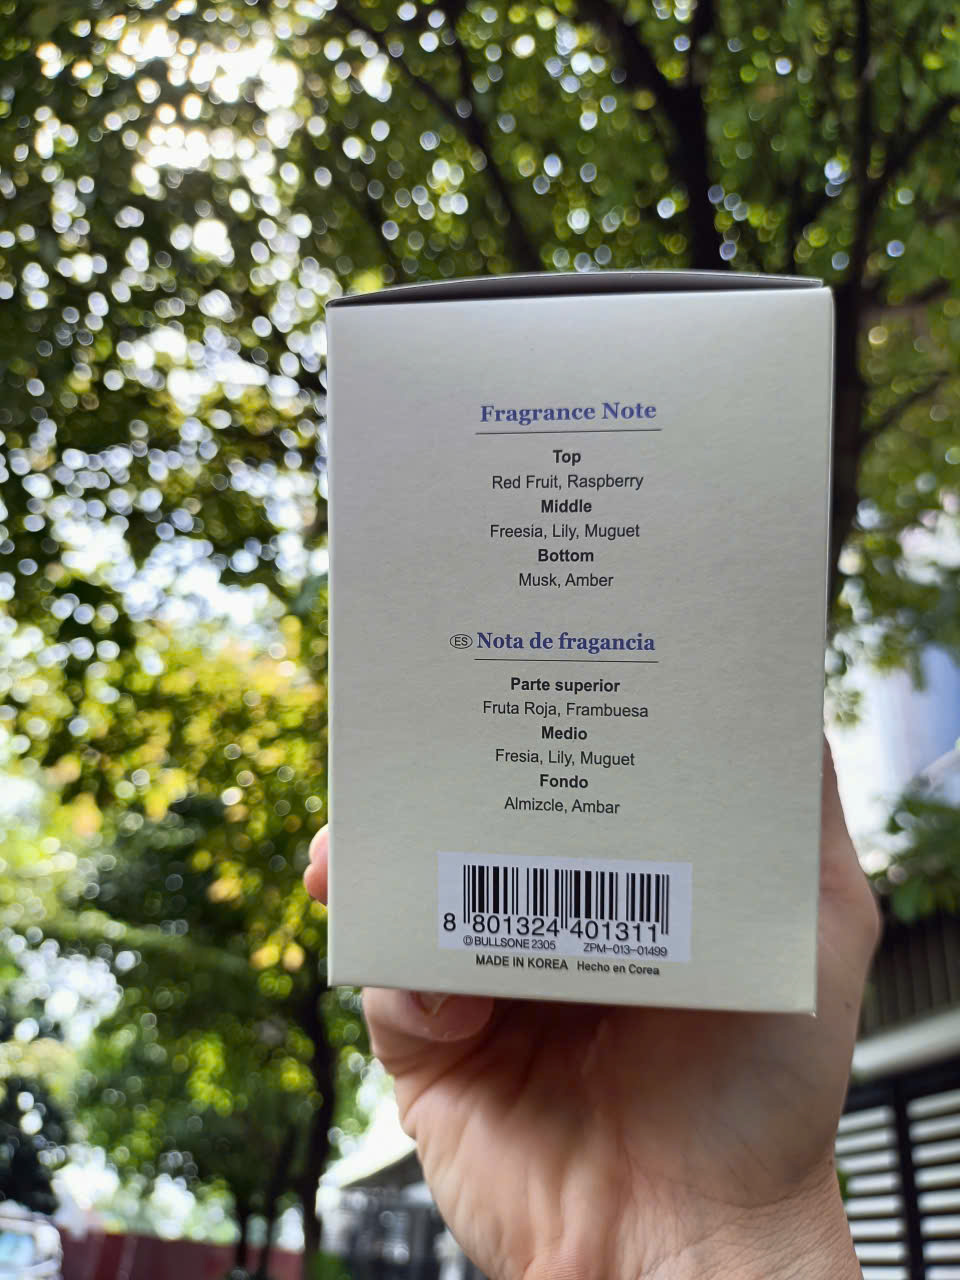 Fragrance Note
Top
Red Fruit, Raspberry
Middle
Freesia, Lily, Muguet
Bottom
Musk, Amber
ES Nota de fragancia
Parte superior
Fruta Roja, Frambuesa
Medio
Fresia, Lily, Muguet
Fondo
Almizcle, Ambar
8 801324 401311
©BULLSONE 2305 ZPM-013-01499
MADE IN KOREA Hecho en Corea